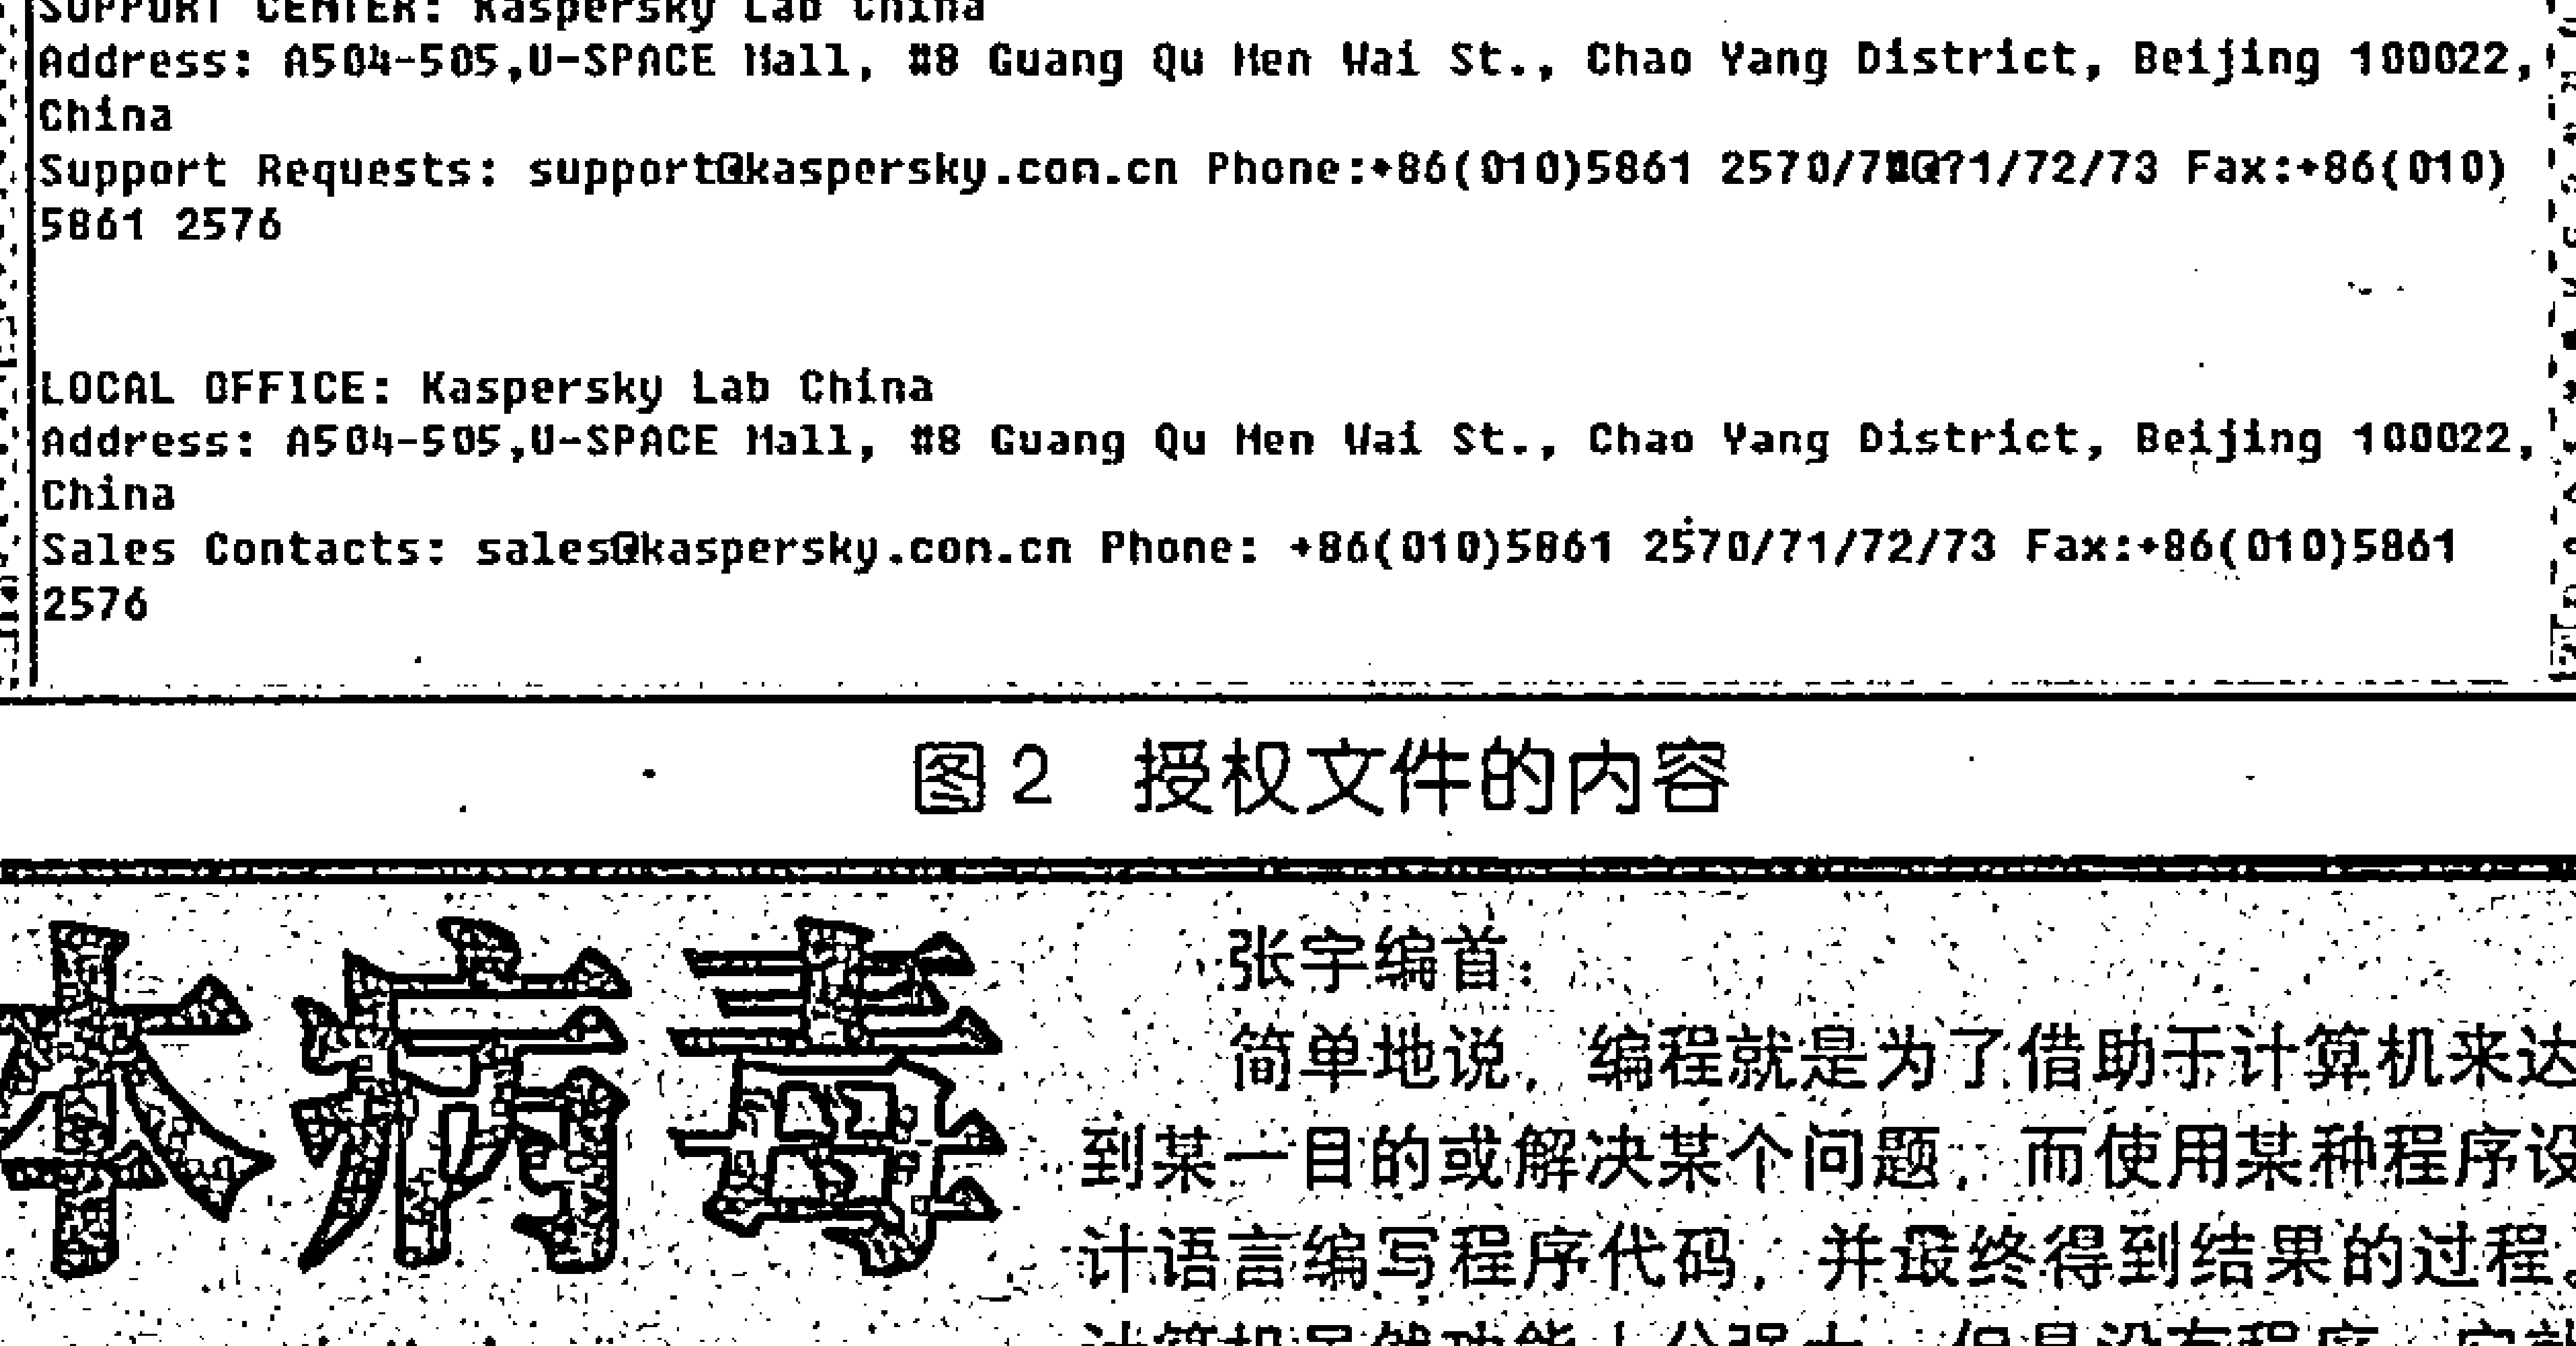 SUPPORT CENTER: Kaspersky Lab China
Address: A504-505,U-SPACE Mall, #8 Guang Qu Men Wai St., Chao Yang District, Beijing 100022,
China
Support Requests: support@kaspersky.com.cn Phone:+86(010)5861 Fax:+86(010)
5861 2576
LOCAL OFFICE: Kaspersky Lab China
Address: A504-505,U-SPACE Mall, #8 Guang Qu Men Wai St., Chao Yang District, Beijing 100022,
China
Sales Contacts: sales@kaspersky.com.cn Phone: +86(010)5861 2570/71/72/73 Fax:+86(010)5861
2576
图2 授权文件的内容
本病毒
张宇编首：
简单地说，编程就是为了借助于计算机来达
到某一目的或解决某个问题，而使用某种程序设
计语言编写程序代码，并最终得到结果的过程。